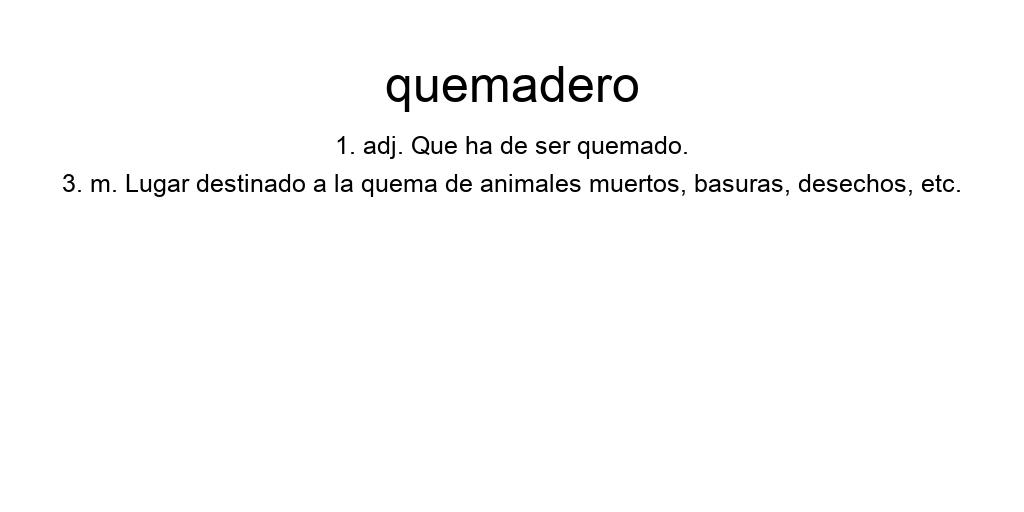 quemadero
1. adj. Que ha de ser quemado.
3. m. Lugar destinado a la quema de animales muertos, basuras, desechos, etc.